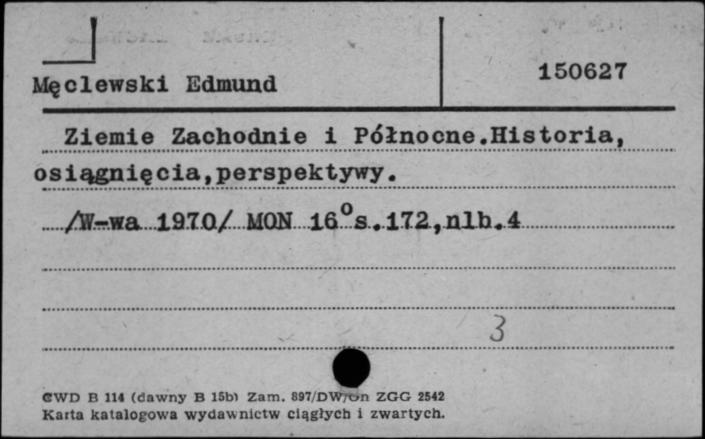 Męclewski Edmund
150627
Ziemie Zachodnie i Północne.Historia,
osiągnięcia,perspektywy.
/W-wa 1970/ MON 16°s.172,nlb.4
3
CWD B 114 (dawny B 15b) Zam. 897/DW/Gn ZGG 2542
Karta katalogowa wydawnictw ciągłych i zwartych.